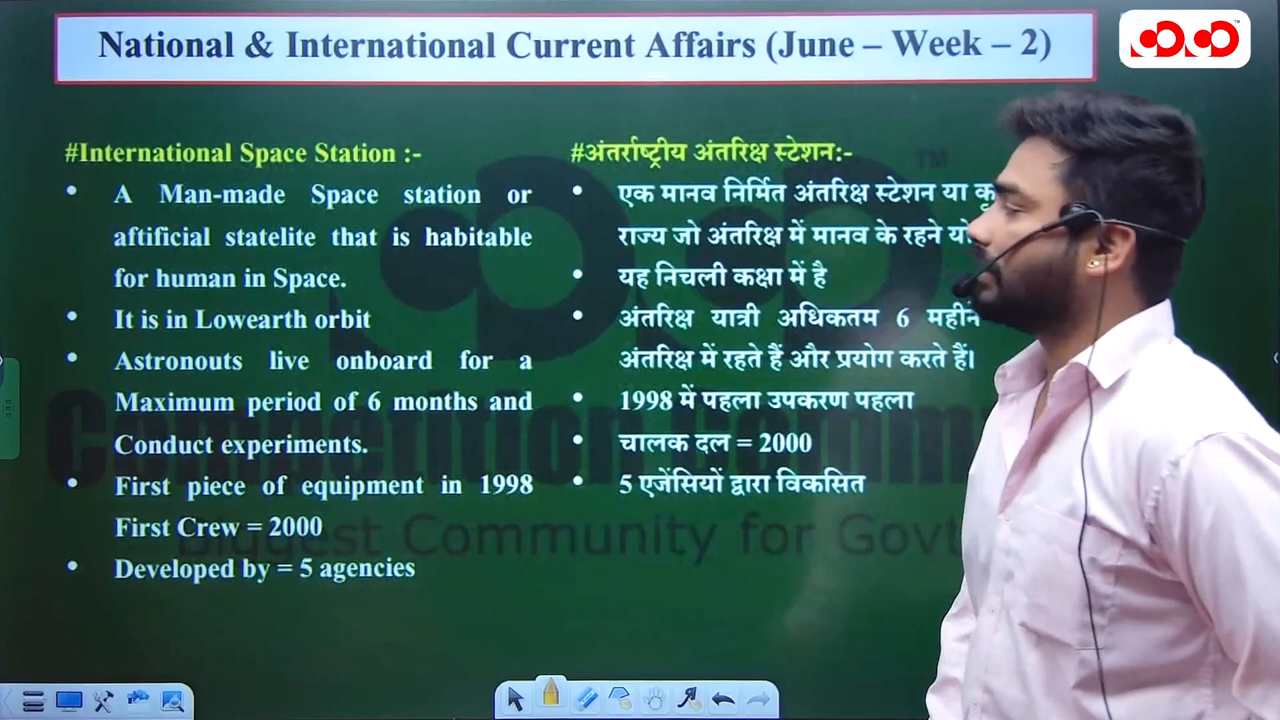 National & International Current Affairs (June – Week – 2)
#International Space Station :-
• A Man-made Space station or
aftificial statelite that is habitable
for human in Space.
• It is in Lowearth orbit
• Astronouts live onboard for a
Maximum period of 6 months and
Conduct experiments.
• First piece of equipment in 1998
First Crew = 2000
• Developed by = 5 agencies
#अंतर्राष्ट्रीय अंतरिक्ष स्टेशन:-
• एक मानव निर्मित अंतरिक्ष स्टेशन या
राज्य जो अंतरिक्ष में मानव के रहने
• यह निचली कक्षा में है
• अंतरिक्ष यात्री अधिकतम 6
अंतरिक्ष में रहते हैं और प्रयोग करते हैं।
• 1998 में पहला उपकरण पहला
• चालक दल = 2000
• 5 एजेंसियों द्वारा विकसित
TM
Competition
Biggest Community for Govt